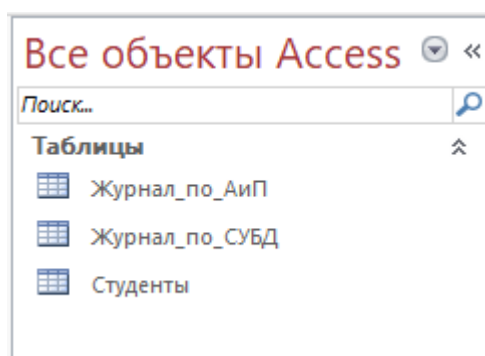 Все объекты Access
Поиск...
Таблицы
Журнал_по_АиП
Журнал_по_СУБД
Студенты